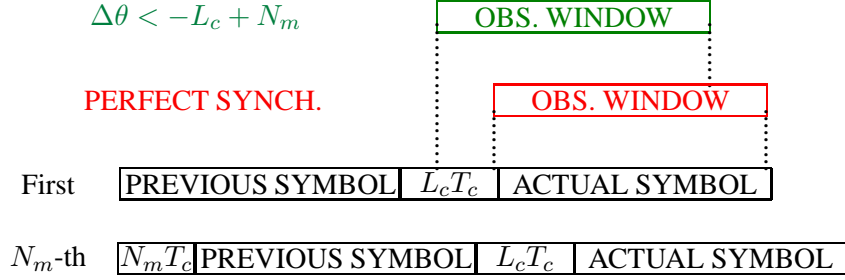 Δθ < −L_c + N_m OBS. WINDOW
PERFECT SYNCH. OBS. WINDOW
First PREVIOUS SYMBOL L_cT_c ACTUAL SYMBOL
N_m-th N_mT_c PREVIOUS SYMBOL L_cT_c ACTUAL SYMBOL